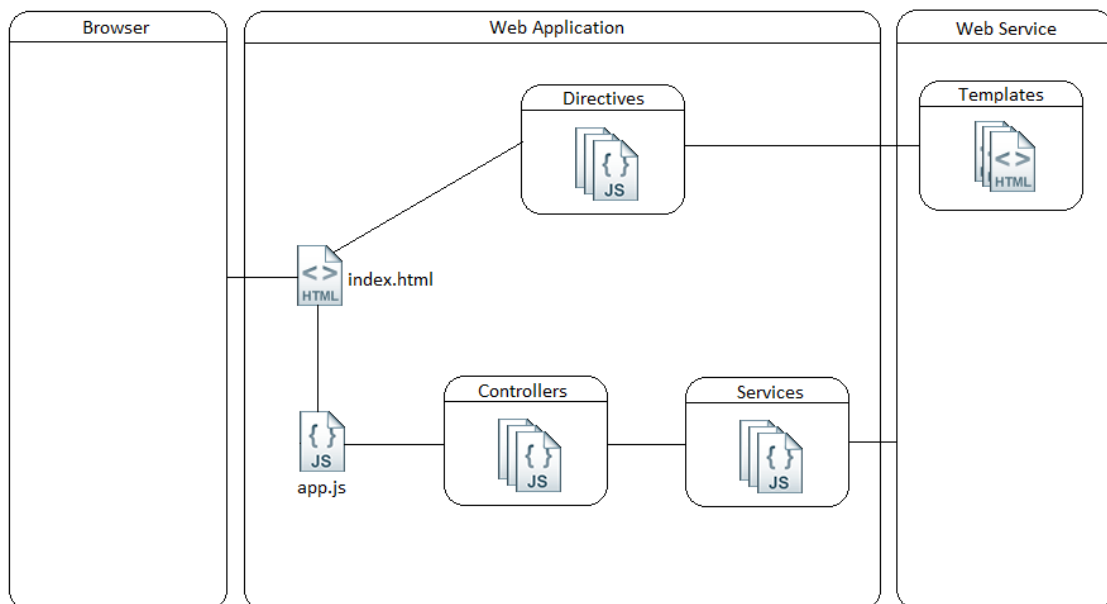 Browser
Web Application
Web Service
Directives
JS
Templates
HTML
HTML
index.html
JS
app.js
Controllers
JS
Services
JS